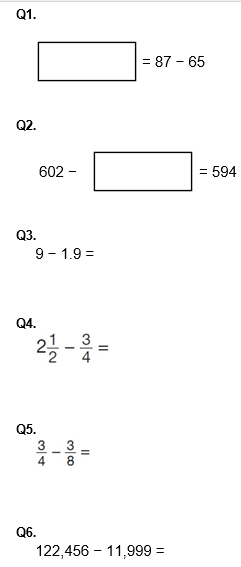 Q1.
= 87 − 65
Q2.
602 − = 594
Q3.
9 − 1.9 =
Q4.
2 1/2 − 3/4 =
Q5.
3/4 − 3/8 =
Q6.
122,456 − 11,999 =